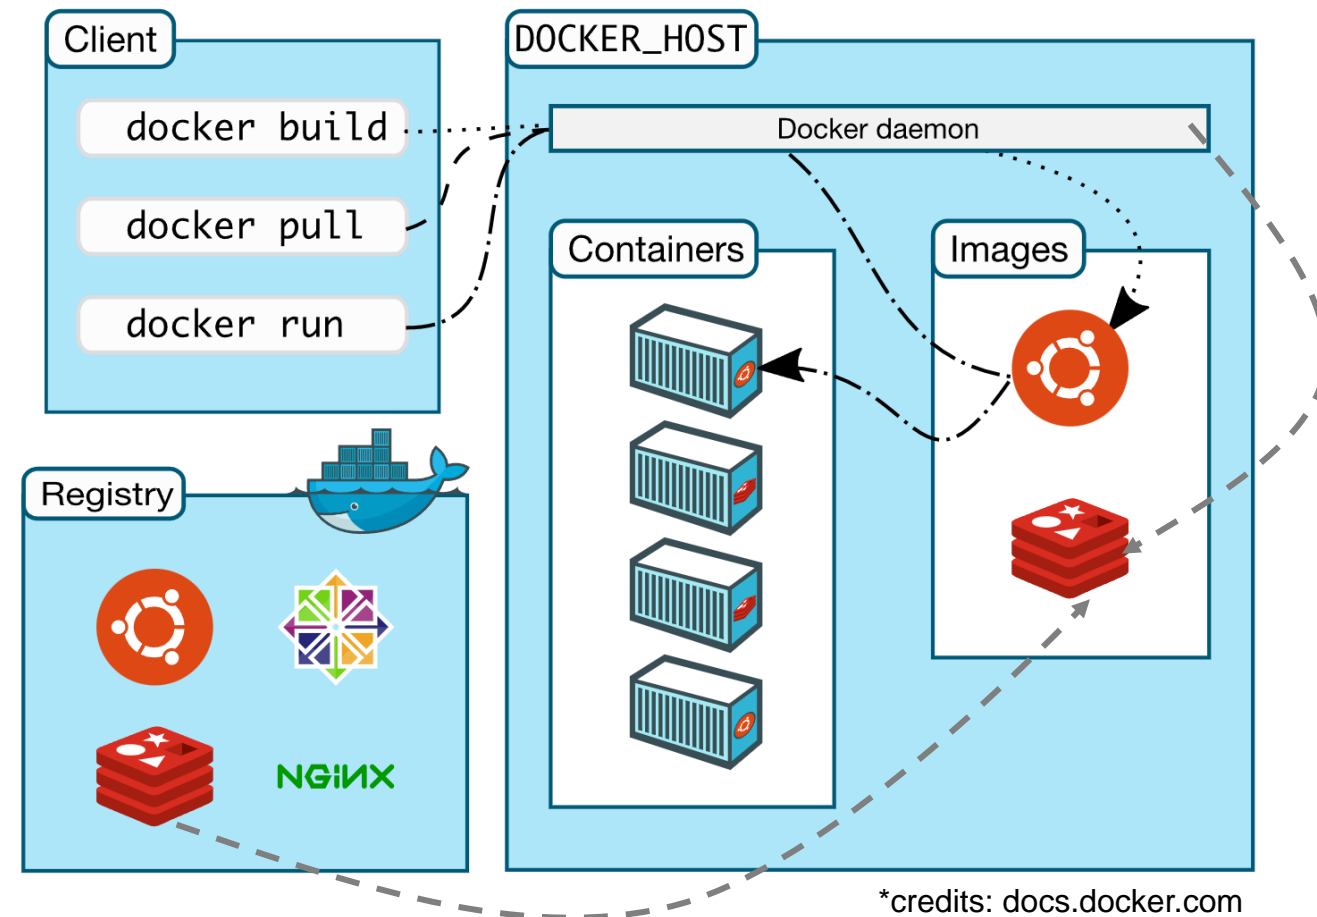 Client
DOCKER_HOST
docker build
Docker daemon
docker pull
docker run
Containers
Images
Registry
NGiNX
*credits: docs.docker.com